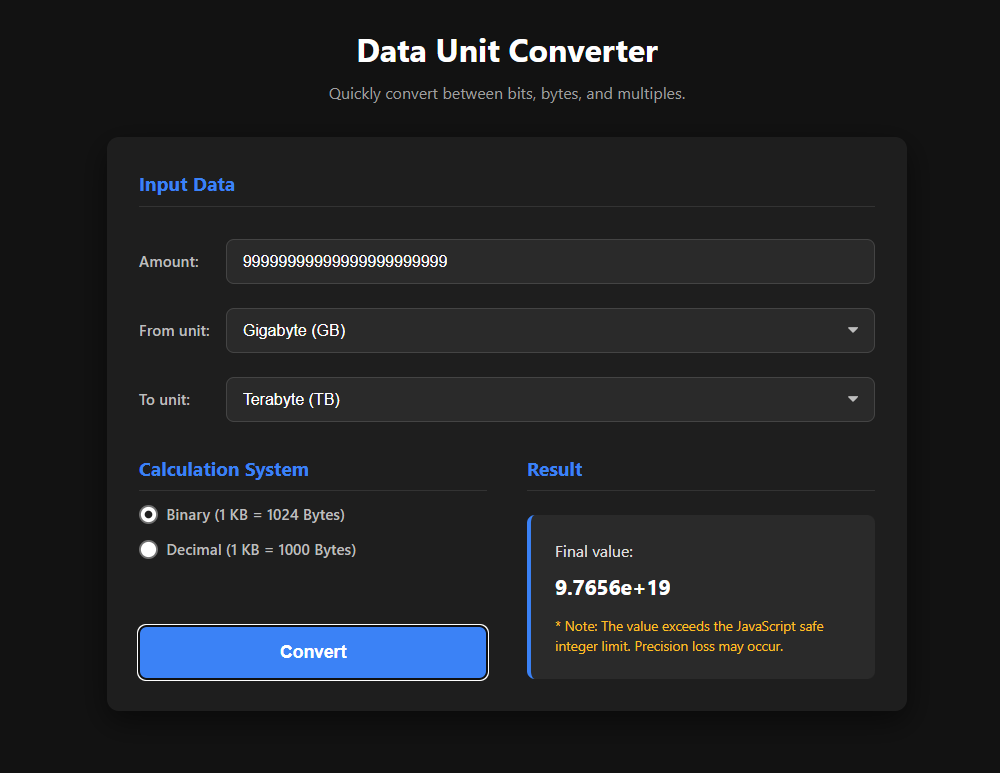 Data Unit Converter
Quickly convert between bits, bytes, and multiples.
Input Data
Amount:
99999999999999999999999
From unit:
Gigabyte (GB)
To unit:
Terabyte (TB)
Calculation System
Binary (1 KB = 1024 Bytes)
Decimal (1 KB = 1000 Bytes)
Convert
Result
Final value:
9.7656e+19
* Note: The value exceeds the JavaScript safe
integer limit. Precision loss may occur.